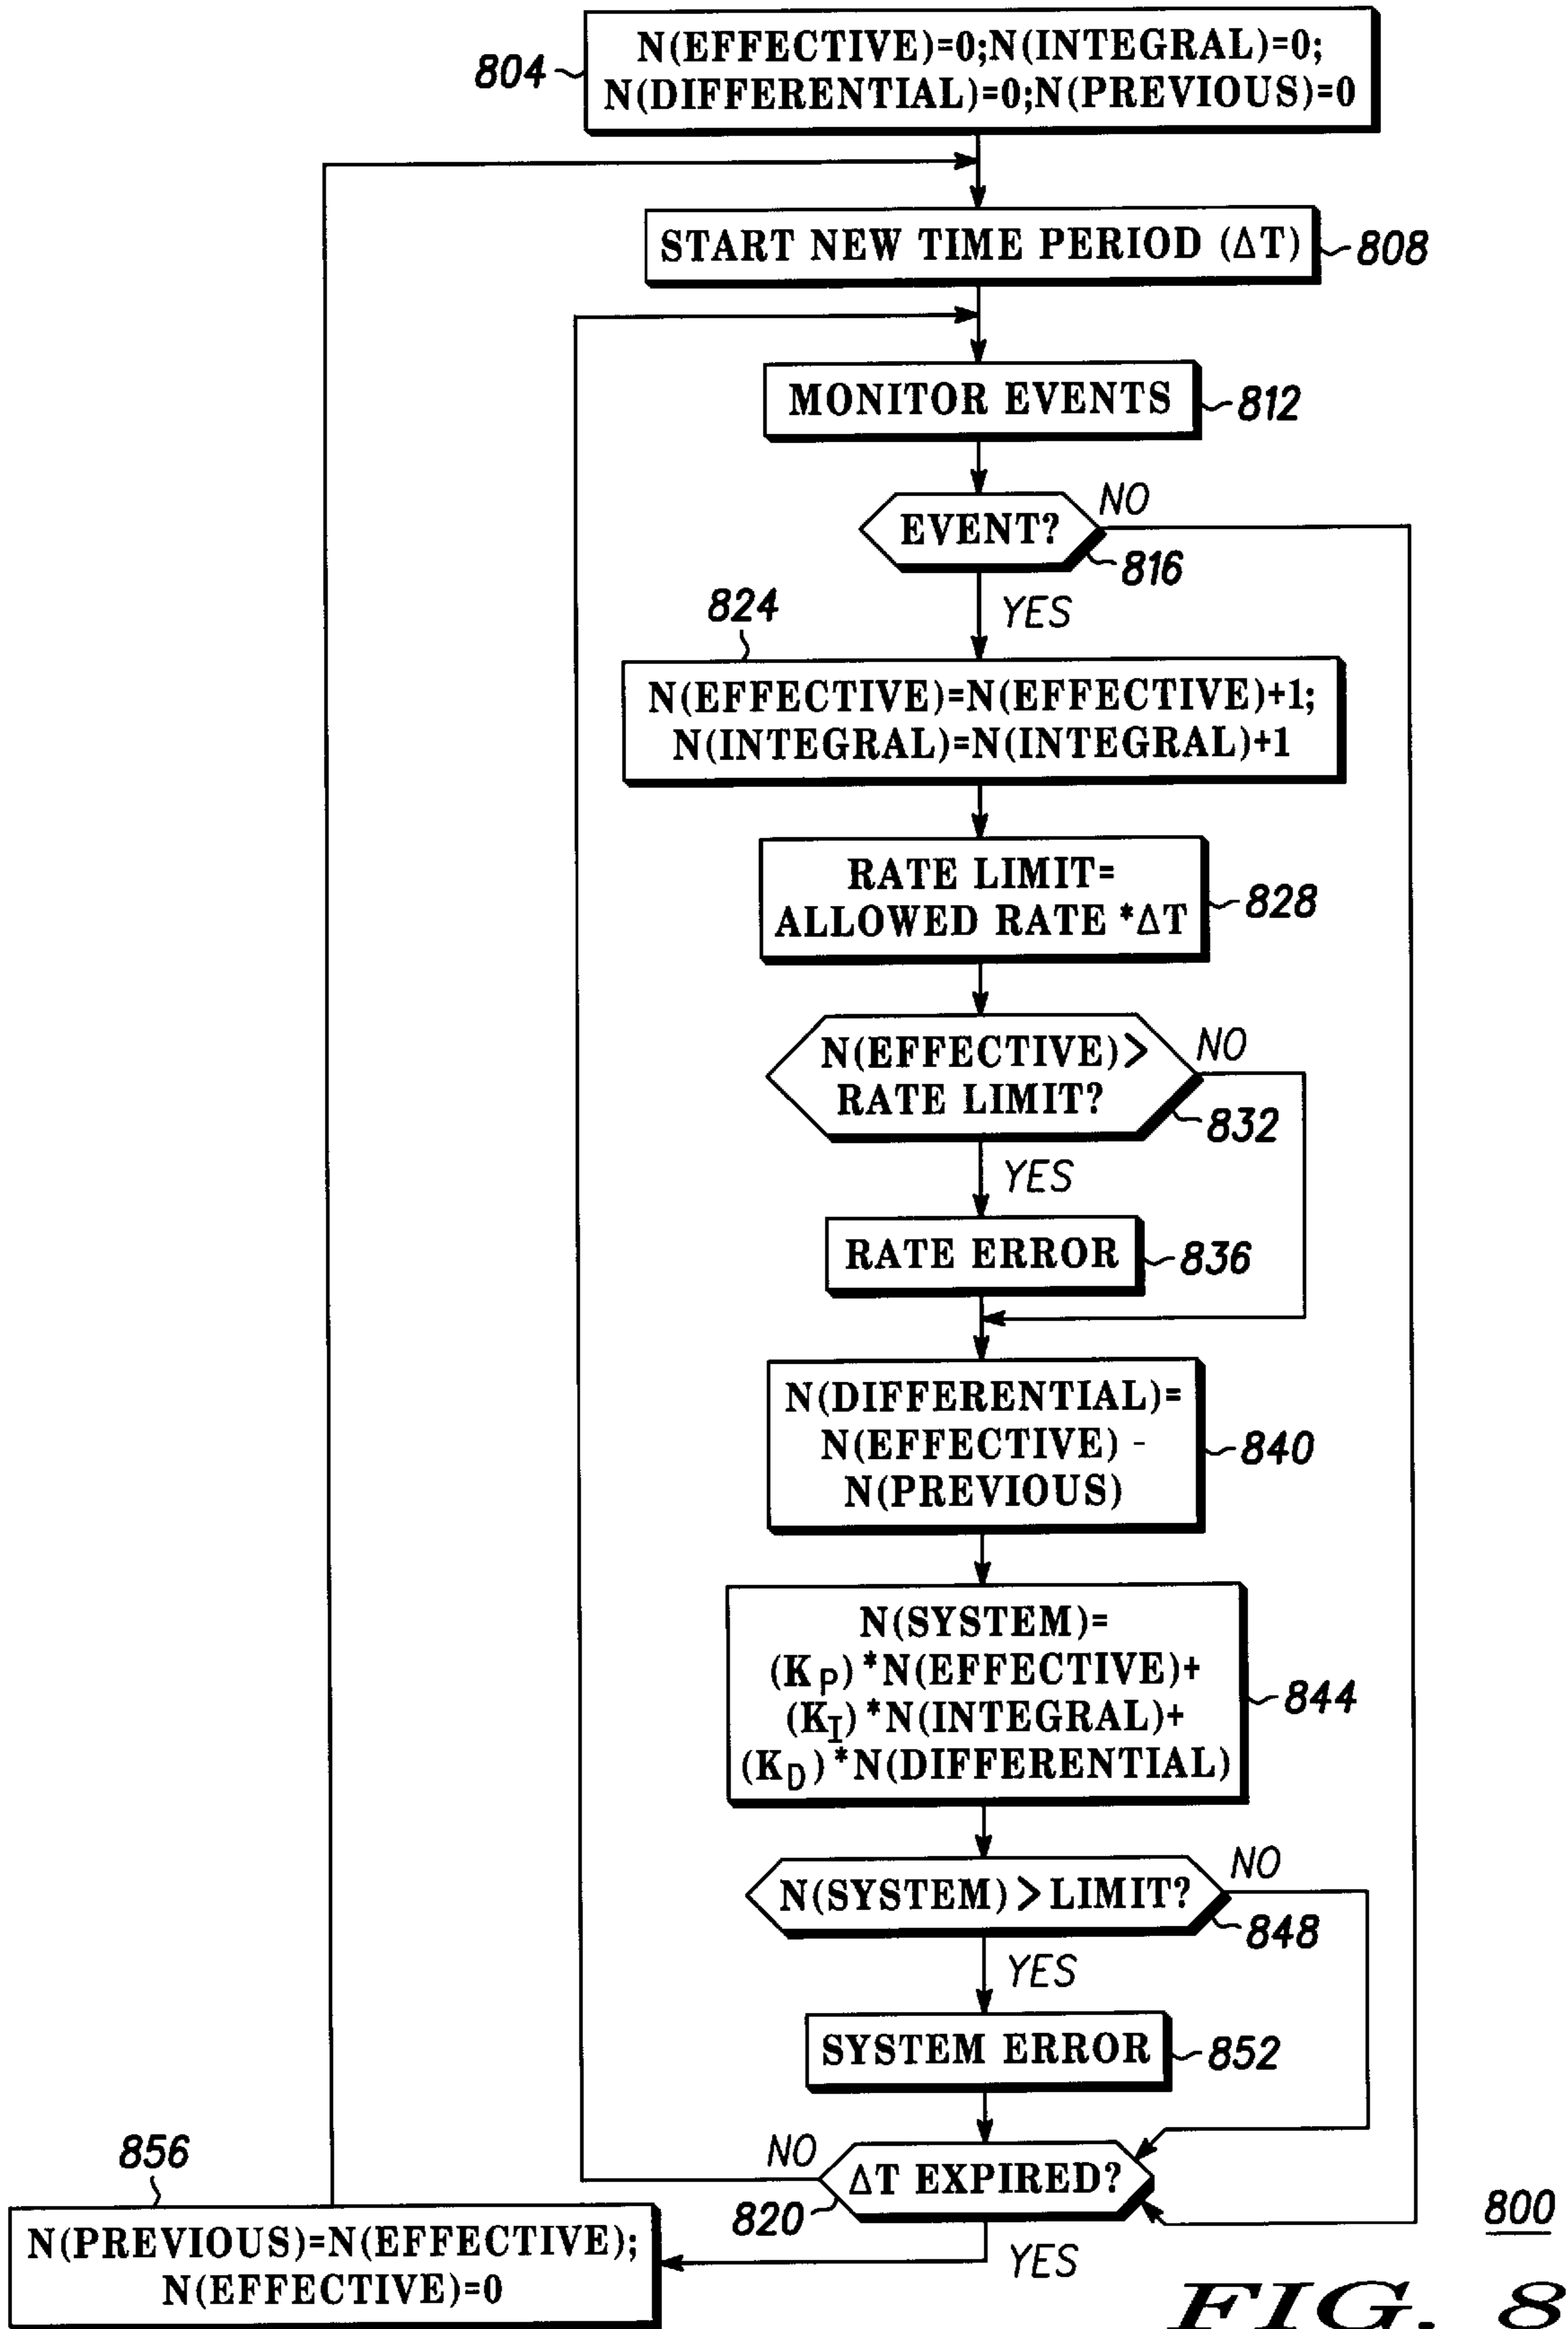 804
N(EFFECTIVE)=0;N(INTEGRAL)=0;
N(DIFFERENTIAL)=0;N(PREVIOUS)=0
START NEW TIME PERIOD (ΔT)
808
MONITOR EVENTS
812
EVENT?
NO
816
YES
824
N(EFFECTIVE)=N(EFFECTIVE)+1;
N(INTEGRAL)=N(INTEGRAL)+1
RATE LIMIT=
ALLOWED RATE *ΔT
828
N(EFFECTIVE)>
RATE LIMIT?
NO
832
YES
RATE ERROR
836
N(DIFFERENTIAL)=
N(EFFECTIVE) -
N(PREVIOUS)
840
N(SYSTEM)=
(KP)*N(EFFECTIVE)+
(KI)*N(INTEGRAL)+
(KD)*N(DIFFERENTIAL)
844
N(SYSTEM)>LIMIT?
NO
848
YES
SYSTEM ERROR
852
NO
ΔT EXPIRED?
820
YES
856
N(PREVIOUS)=N(EFFECTIVE);
N(EFFECTIVE)=0
800
FIG. 8